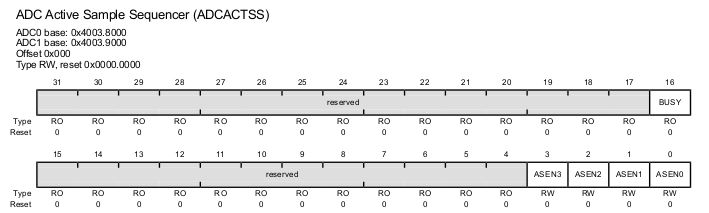 ADC Active Sample Sequencer (ADCACTSS)
ADC0 base: 0x4003.8000
ADC1 base: 0x4003.9000
Offset 0x000
Type RW, reset 0x0000.0000
31 30 29 28 27 26 25 24 23 22 21 20 19 18 17 16
reserved BUSY
Type RO RO RO RO RO RO RO RO RO RO RO RO RO RO RO RO
Reset 0 0 0 0 0 0 0 0 0 0 0 0 0 0 0 0
15 14 13 12 11 10 9 8 7 6 5 4 3 2 1 0
reserved ASEN3 ASEN2 ASEN1 ASEN0
Type RO RO RO RO RO RO RO RO RO RO RO RO RW RW RW RW
Reset 0 0 0 0 0 0 0 0 0 0 0 0 0 0 0 0